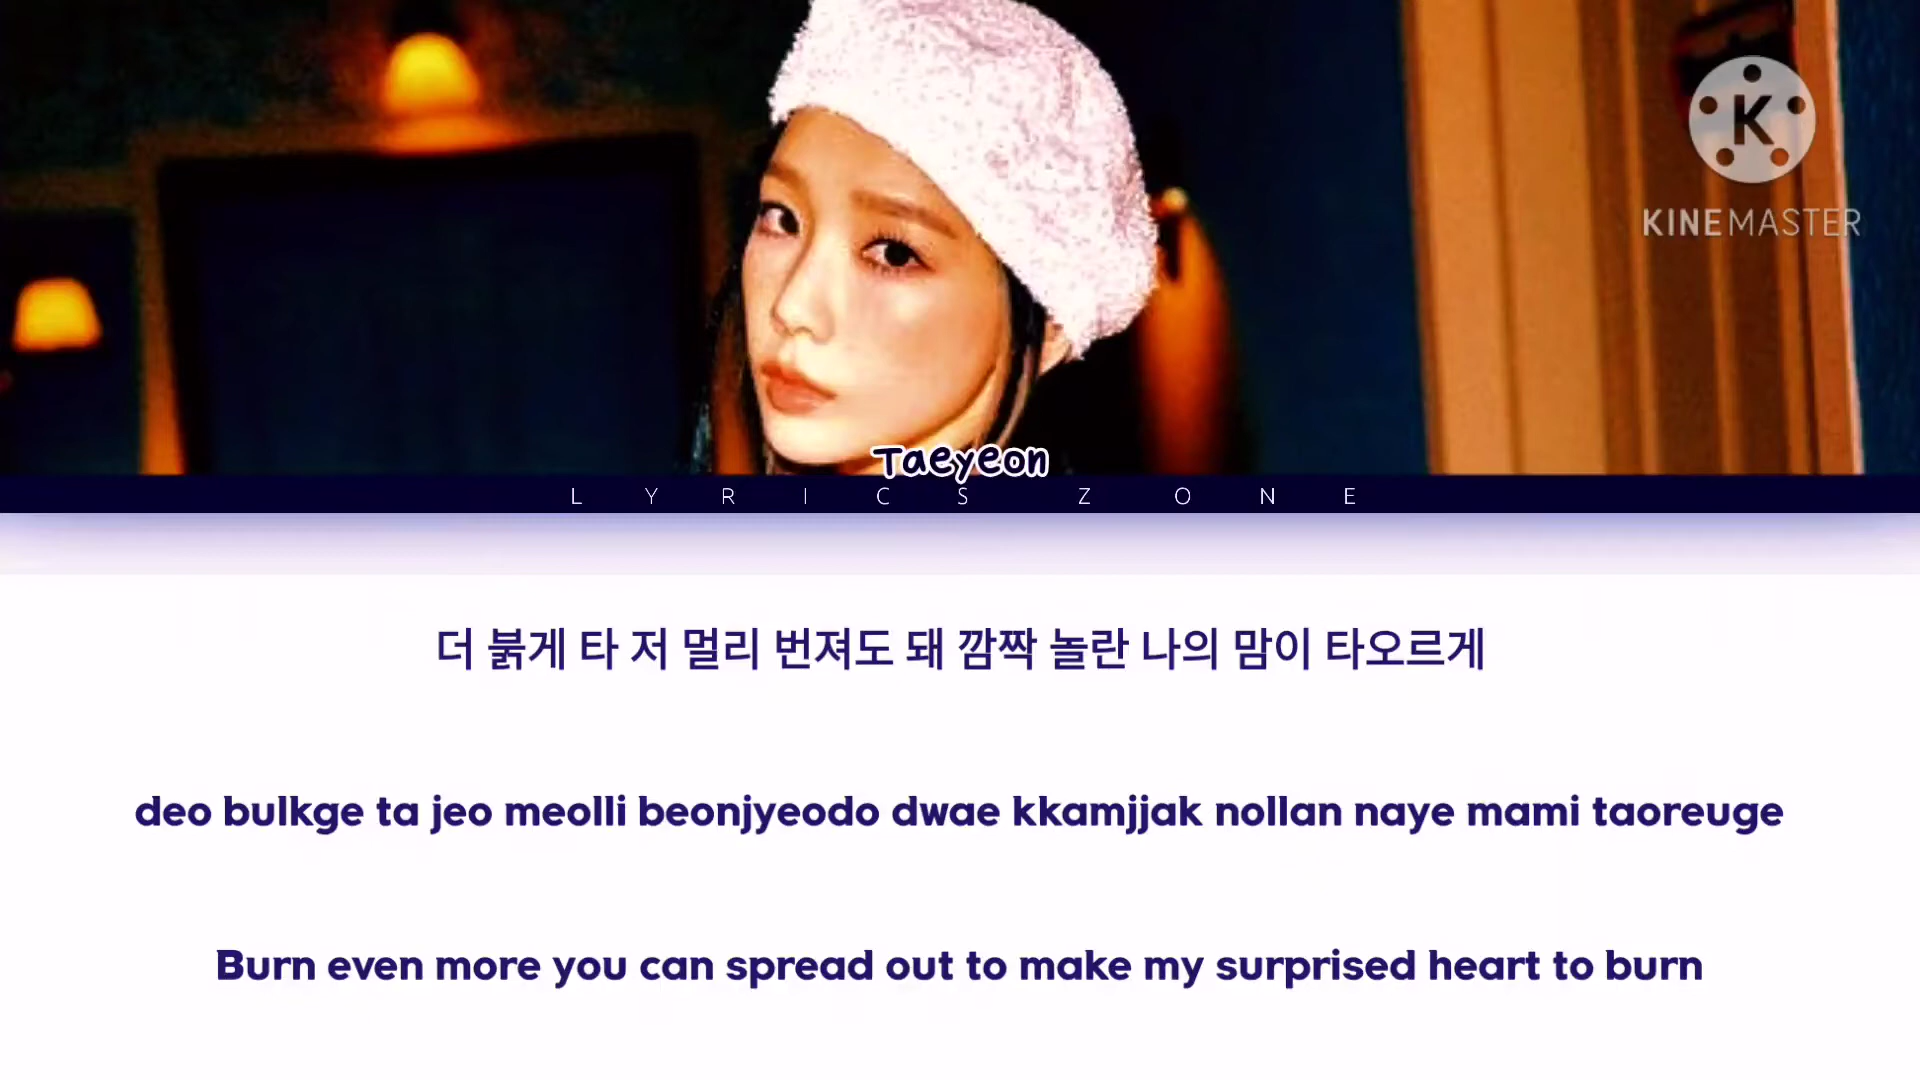 K
KINEMASTER
Taeyeon
LYRICS ZONE
더 붉게 타 저 멀리 번져도 돼 깜짝 놀란 나의 맘이 타오르게
deo bulkge ta jeo meolli beonjyeodo dwae kkamjjak nollan naye mami taoreuge
Burn even more you can spread out to make my surprised heart to burn